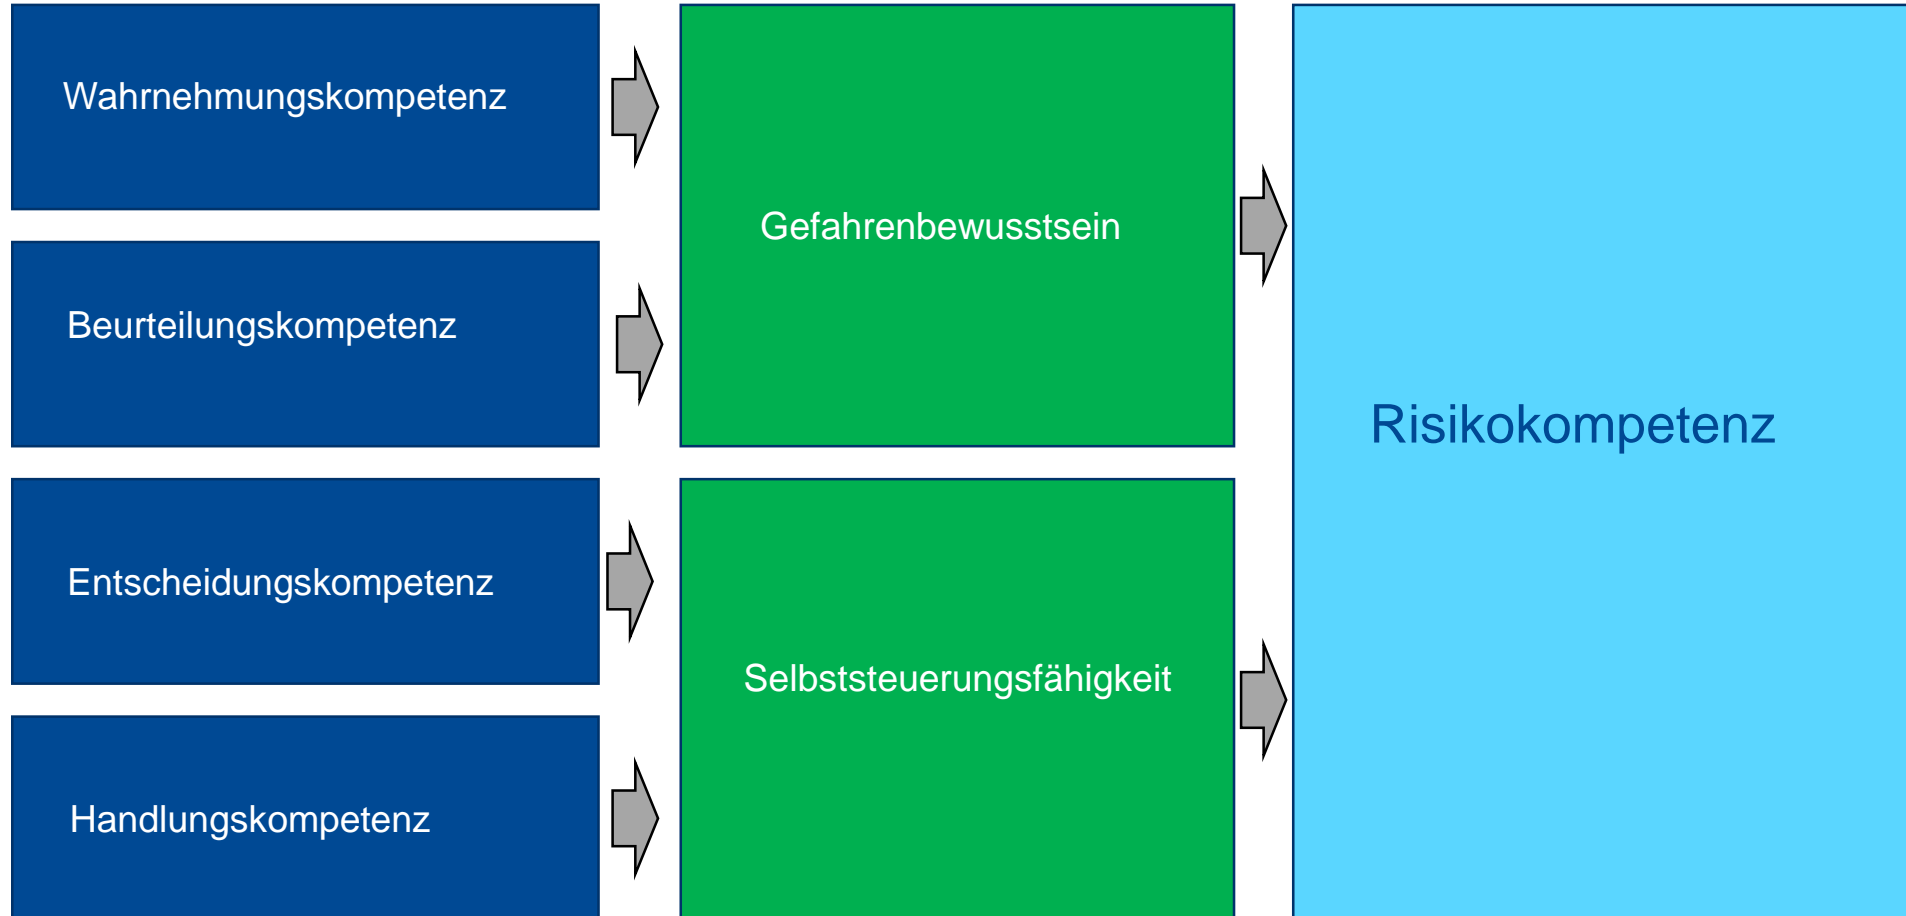 Wahrnehmungskompetenz
Beurteilungskompetenz
Entscheidungskompetenz
Handlungskompetenz
Gefahrenbewusstsein
Selbststeuerungsfähigkeit
Risikokompetenz